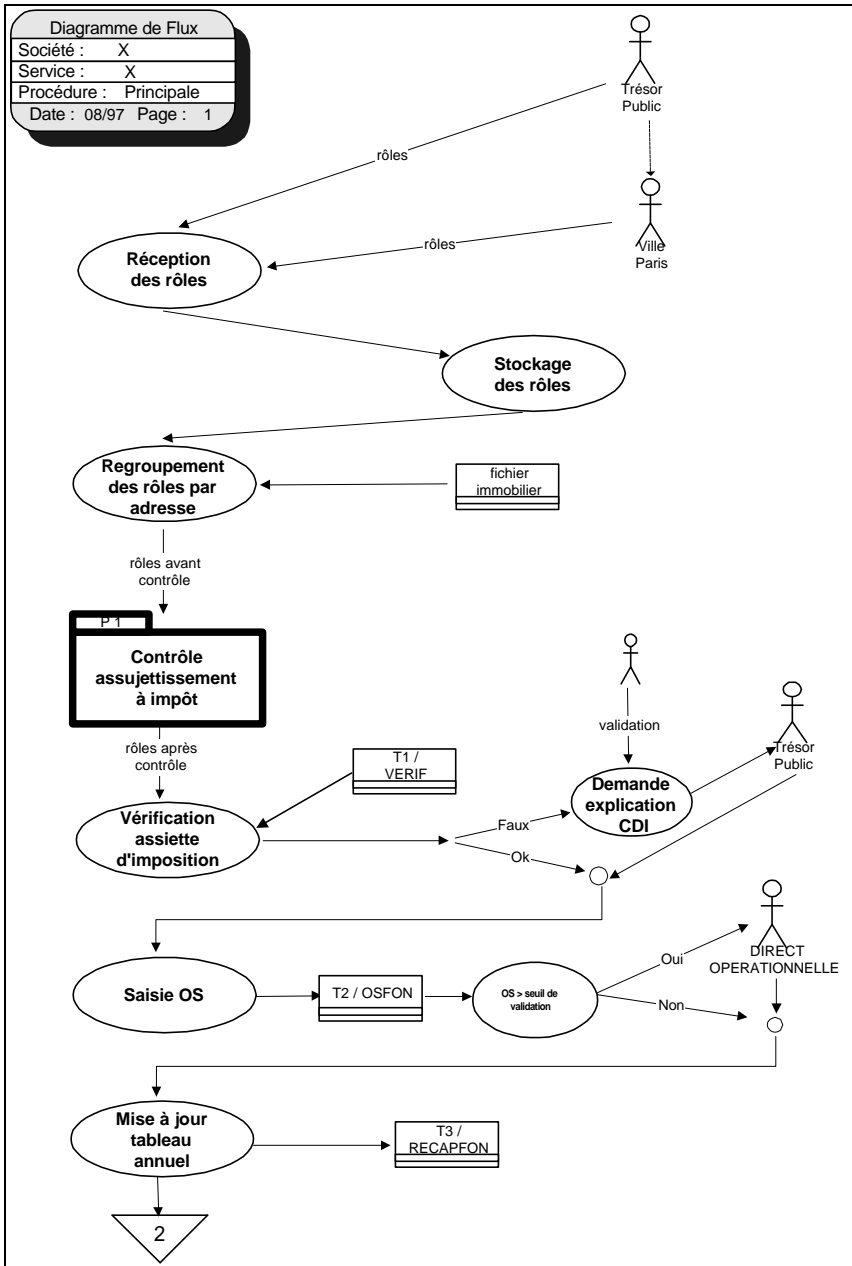 Diagramme de Flux
Société : X
Service : X
Procédure : Principale
Date : 08/97 Page : 1
Trésor
Public
rôles
rôles
Ville
Paris
Réception
des rôles
Stockage
des rôles
Regroupement
des rôles par
adresse
fichier
immobilier
rôles avant
contrôle
P 1
Contrôle
assujettissement
à impôt
validation
rôles après
contrôle
T1 /
VERIF
Trésor
Public
Demande
explication
CDI
Vérification
assiette
d'imposition
Faux
Ok
DIRECT
OPERATIONNELLE
Oui
Saisie OS
T2 / OSFON
OS > seuil de
validation
Non
Mise à jour
tableau
annuel
T3 /
RECAPFON
2